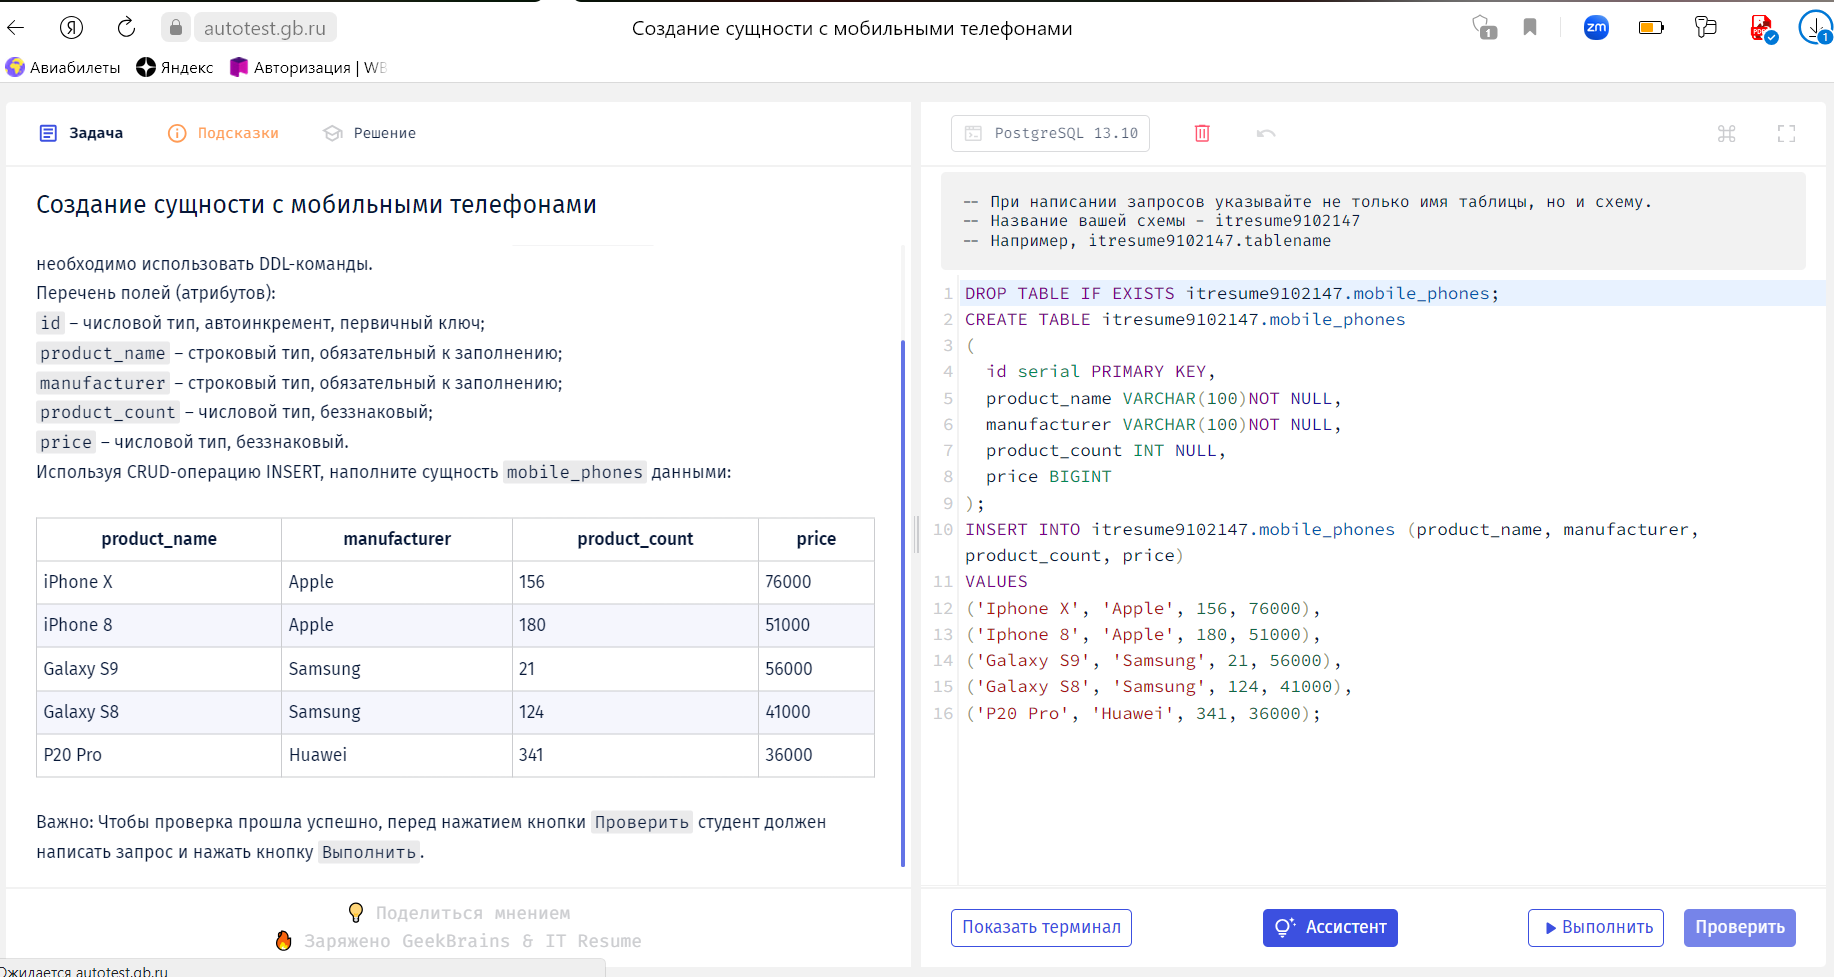 Я
autotest.gb.ru
Создание сущности с мобильными телефонами
1
zm
PDF
1
Авиабилеты
Яндекс
Авторизация | WB
Задача
Подсказки
Решение
PostgreSQL 13.10
Создание сущности с мобильными телефонами
необходимо использовать DDL-команды.
Перечень полей (атрибутов):
id – числовой тип, автоинкремент, первичный ключ;
product_name – строковый тип, обязательный к заполнению;
manufacturer – строковый тип, обязательный к заполнению;
product_count – числовой тип, беззнаковый;
price – числовой тип, беззнаковый.
Используя CRUD-операцию INSERT, наполните сущность mobile_phones данными:
product_name manufacturer product_count price
iPhone X Apple 156 76000
iPhone 8 Apple 180 51000
Galaxy S9 Samsung 21 56000
Galaxy S8 Samsung 124 41000
P20 Pro Huawei 341 36000
Важно: Чтобы проверка прошла успешно, перед нажатием кнопки Проверить студент должен
написать запрос и нажать кнопку Выполнить.
Поделиться мнением
Заряжено GeekBrains & IT Resume
Ожидается autotest.gb.ru
-- При написании запросов указывайте не только имя таблицы, но и схему.
-- Название вашей схемы - itresume9102147
-- Например, itresume9102147.tablename
1 DROP TABLE IF EXISTS itresume9102147.mobile_phones;
2 CREATE TABLE itresume9102147.mobile_phones
3 (
4 id serial PRIMARY KEY,
5 product_name VARCHAR(100)NOT NULL,
6 manufacturer VARCHAR(100)NOT NULL,
7 product_count INT NULL,
8 price BIGINT
9 );
10 INSERT INTO itresume9102147.mobile_phones (product_name, manufacturer,
product_count, price)
11 VALUES
12 ('Iphone X', 'Apple', 156, 76000),
13 ('Iphone 8', 'Apple', 180, 51000),
14 ('Galaxy S9', 'Samsung', 21, 56000),
15 ('Galaxy S8', 'Samsung', 124, 41000),
16 ('P20 Pro', 'Huawei', 341, 36000);
Показать терминал
Ассистент
Выполнить
Проверить